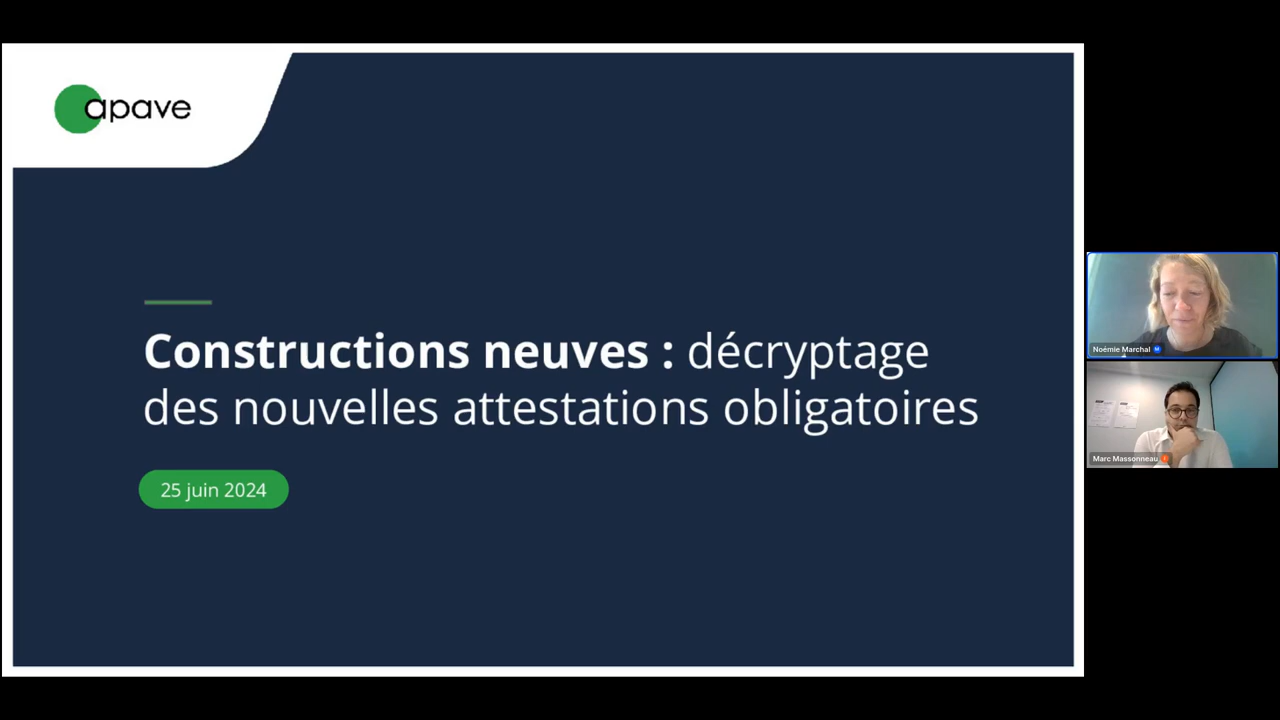 apave
Constructions neuves : décryptage
des nouvelles attestations obligatoires
25 juin 2024
Noémie Marchal
Marc Massonneau